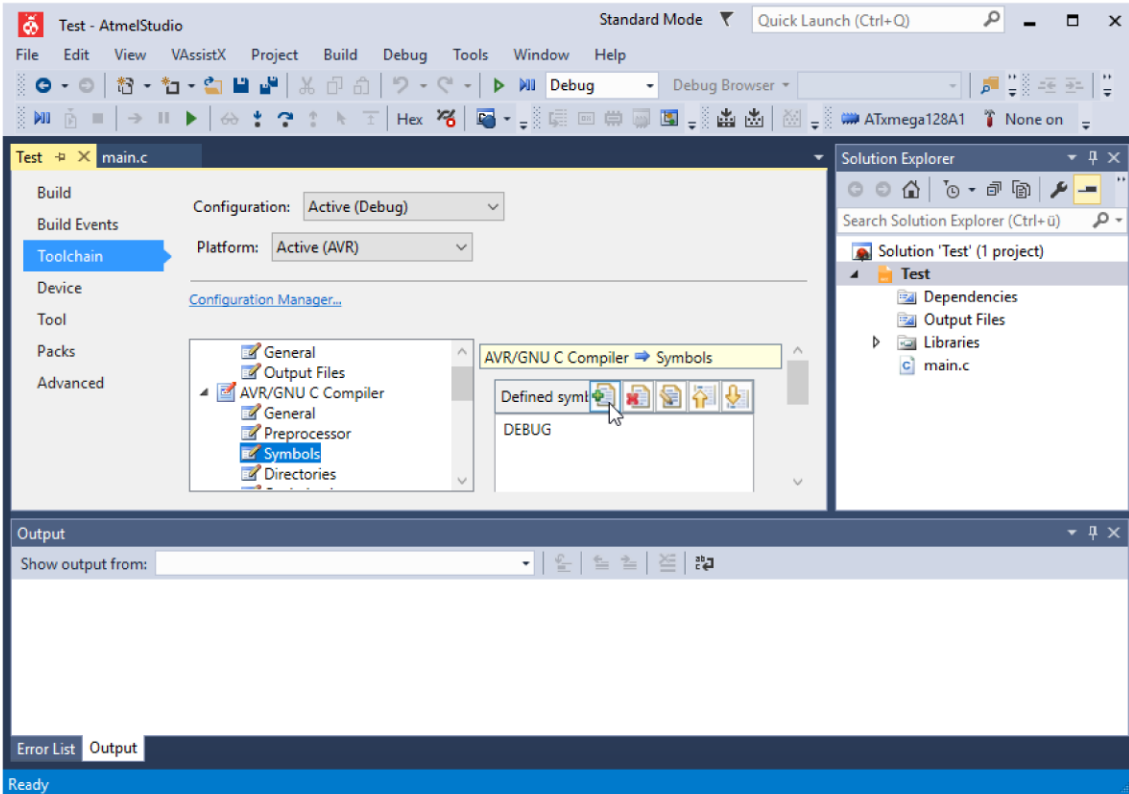 Test - AtmelStudio
Standard Mode
Quick Launch (Ctrl+Q)
File Edit View VAssistX Project Build Debug Tools Window Help
Debug
Debug Browser
Hex
ATxmega128A1
None on
Test main.c
Build
Build Events
Toolchain
Device
Tool
Packs
Advanced
Configuration: Active (Debug)
Platform: Active (AVR)
Configuration Manager...
General
Output Files
AVR/GNU C Compiler
General
Preprocessor
Symbols
Directories
AVR/GNU C Compiler ➡ Symbols
Defined symb
DEBUG
Solution Explorer
Search Solution Explorer (Ctrl+ü)
Solution 'Test' (1 project)
Test
Dependencies
Output Files
Libraries
main.c
Output
Show output from:
Error List Output
Ready